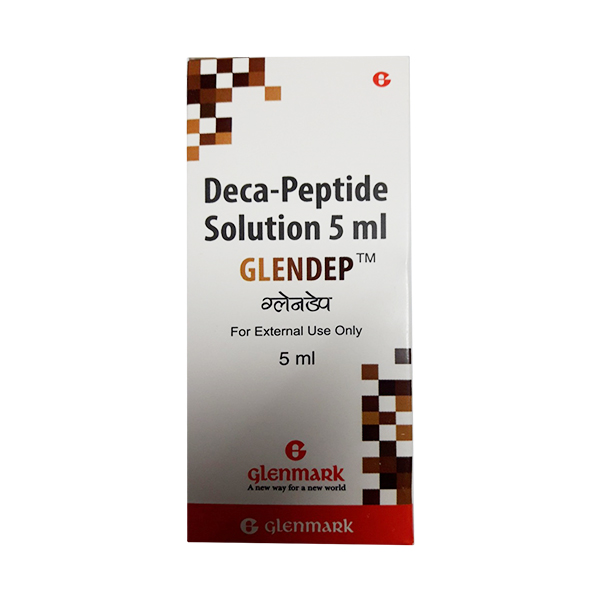 Deca-Peptide
Solution 5 ml
GLENDEP™
ग्लेनडेप
For External Use Only
5 ml
glenmark
A new way for a new world
glenmark